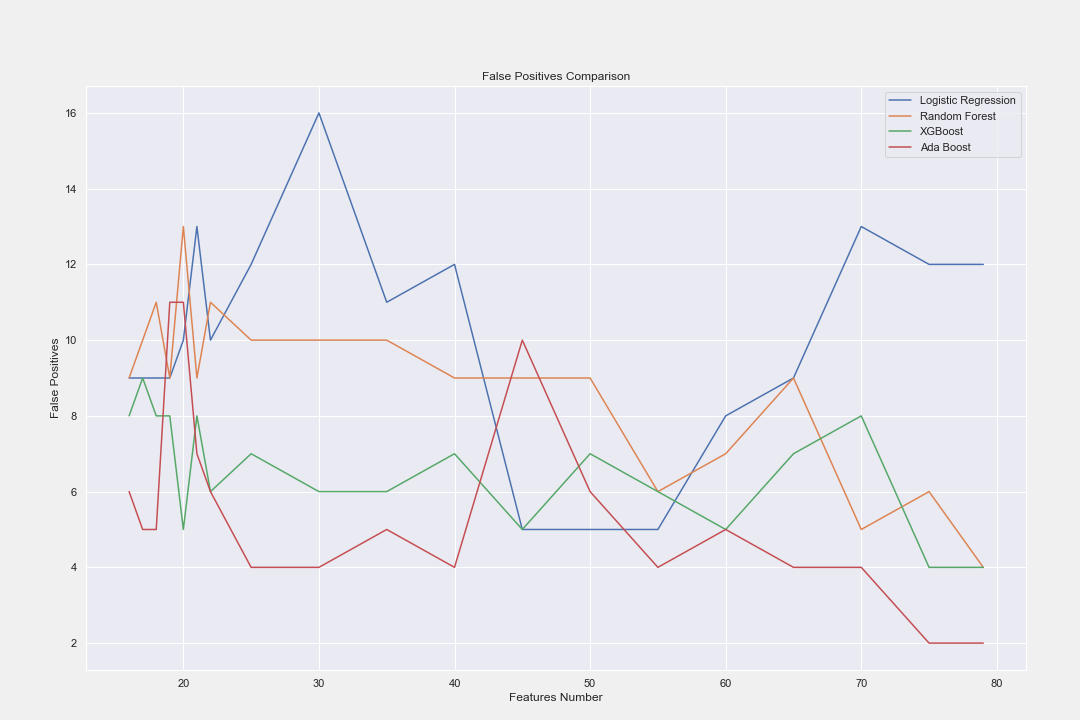 False Positives Comparison
Logistic Regression
Random Forest
XGBoost
Ada Boost
16
14
12
10
8
6
4
2
False Positives
20 30 40 50 60 70 80
Features Number